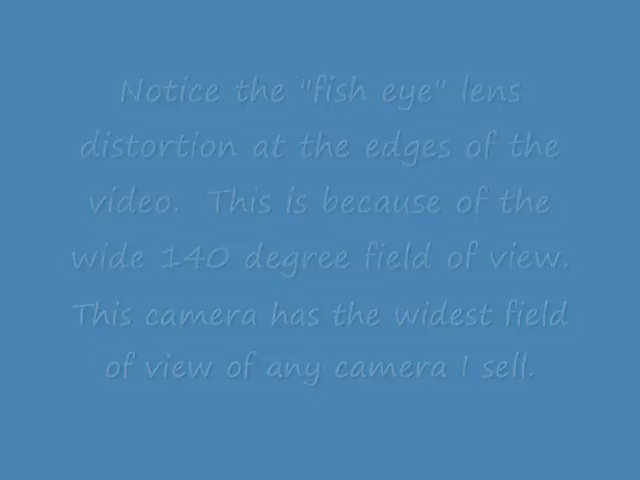 Notice the "fish eye" lens
distortion at the edges of the
video. This is because of the
wide 140 degree field of view.
This camera has the widest field
of view of any camera I sell.